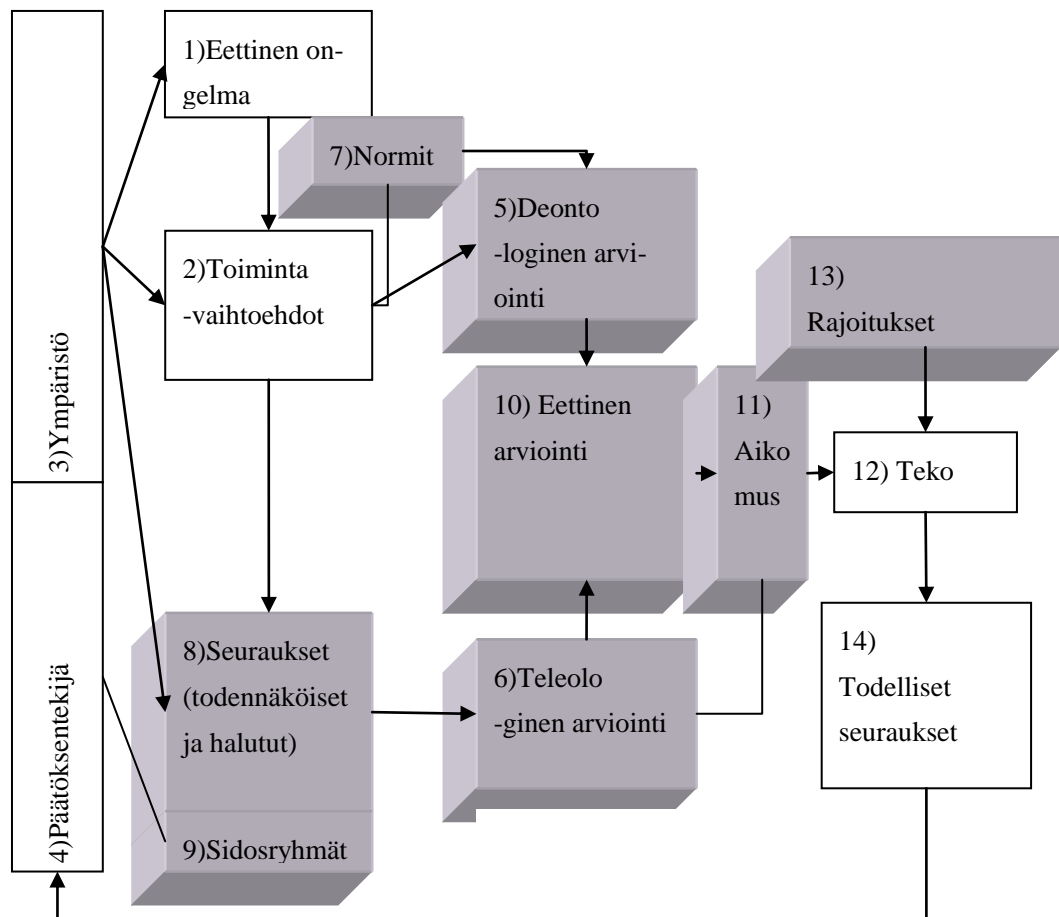 1)Eettinen on-
gelma
7)Normit
5)Deonto
-loginen arvi-
ointi
2)Toiminta
-vaihtoehdot
13)
Rajoitukset
3)Ympäristö
10) Eettinen
arviointi
11)
Aiko
mus
12) Teko
8)Seuraukset
(todennäköiset
ja halutut)
6)Teleolo
-ginen arviointi
14)
Todelliset
seuraukset
4)Päätöksentekijä
9)Sidosryhmät